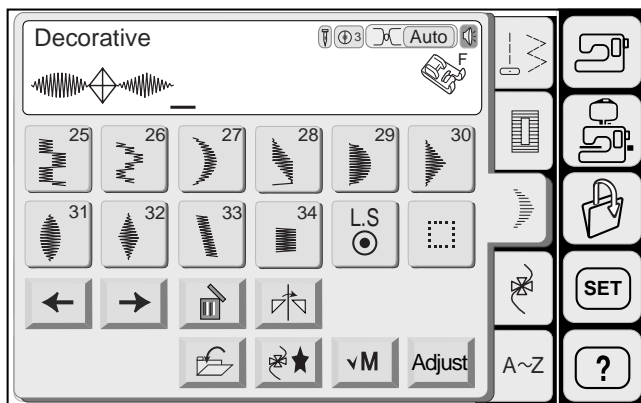 Decorative 3 Auto
F
25 26 27 28 29 30
31 32 33 34 L.S
SET
M Adjust A~Z ?